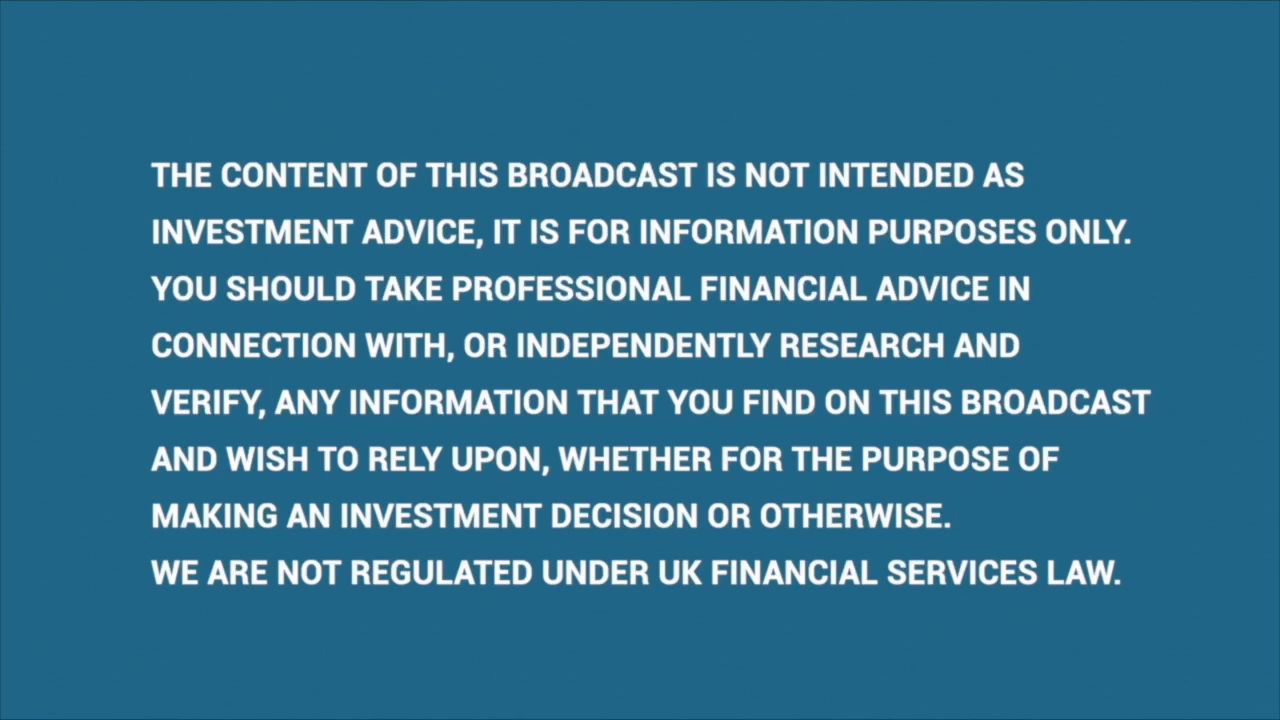 THE CONTENT OF THIS BROADCAST IS NOT INTENDED AS
INVESTMENT ADVICE, IT IS FOR INFORMATION PURPOSES ONLY.
YOU SHOULD TAKE PROFESSIONAL FINANCIAL ADVICE IN
CONNECTION WITH, OR INDEPENDENTLY RESEARCH AND
VERIFY, ANY INFORMATION THAT YOU FIND ON THIS BROADCAST
AND WISH TO RELY UPON, WHETHER FOR THE PURPOSE OF
MAKING AN INVESTMENT DECISION OR OTHERWISE.
WE ARE NOT REGULATED UNDER UK FINANCIAL SERVICES LAW.